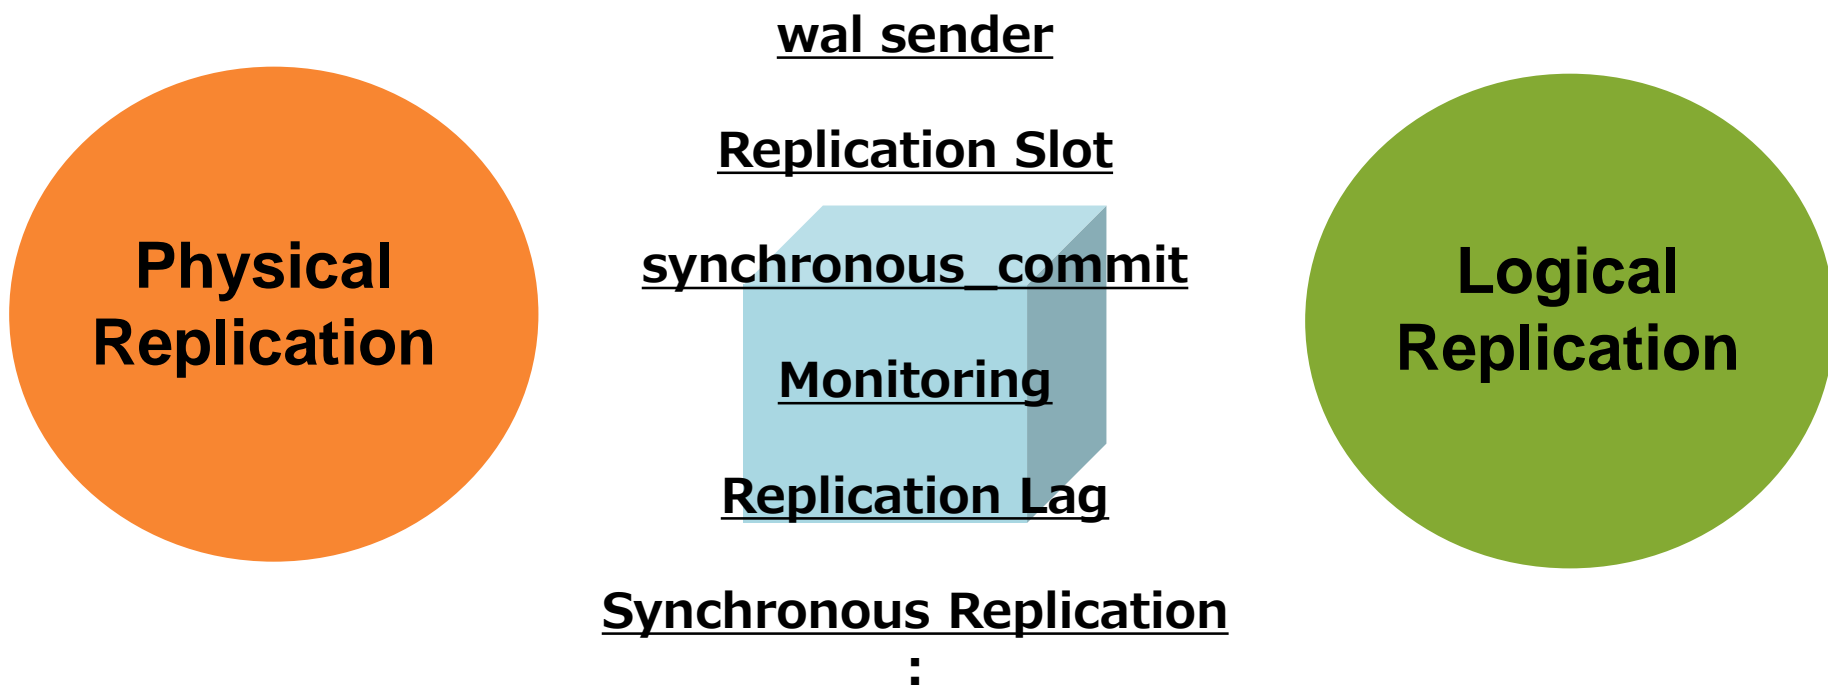 wal sender
Replication Slot
synchronous_commit
Monitoring
Replication Lag
Synchronous Replication
:
Physical
Replication
Logical
Replication